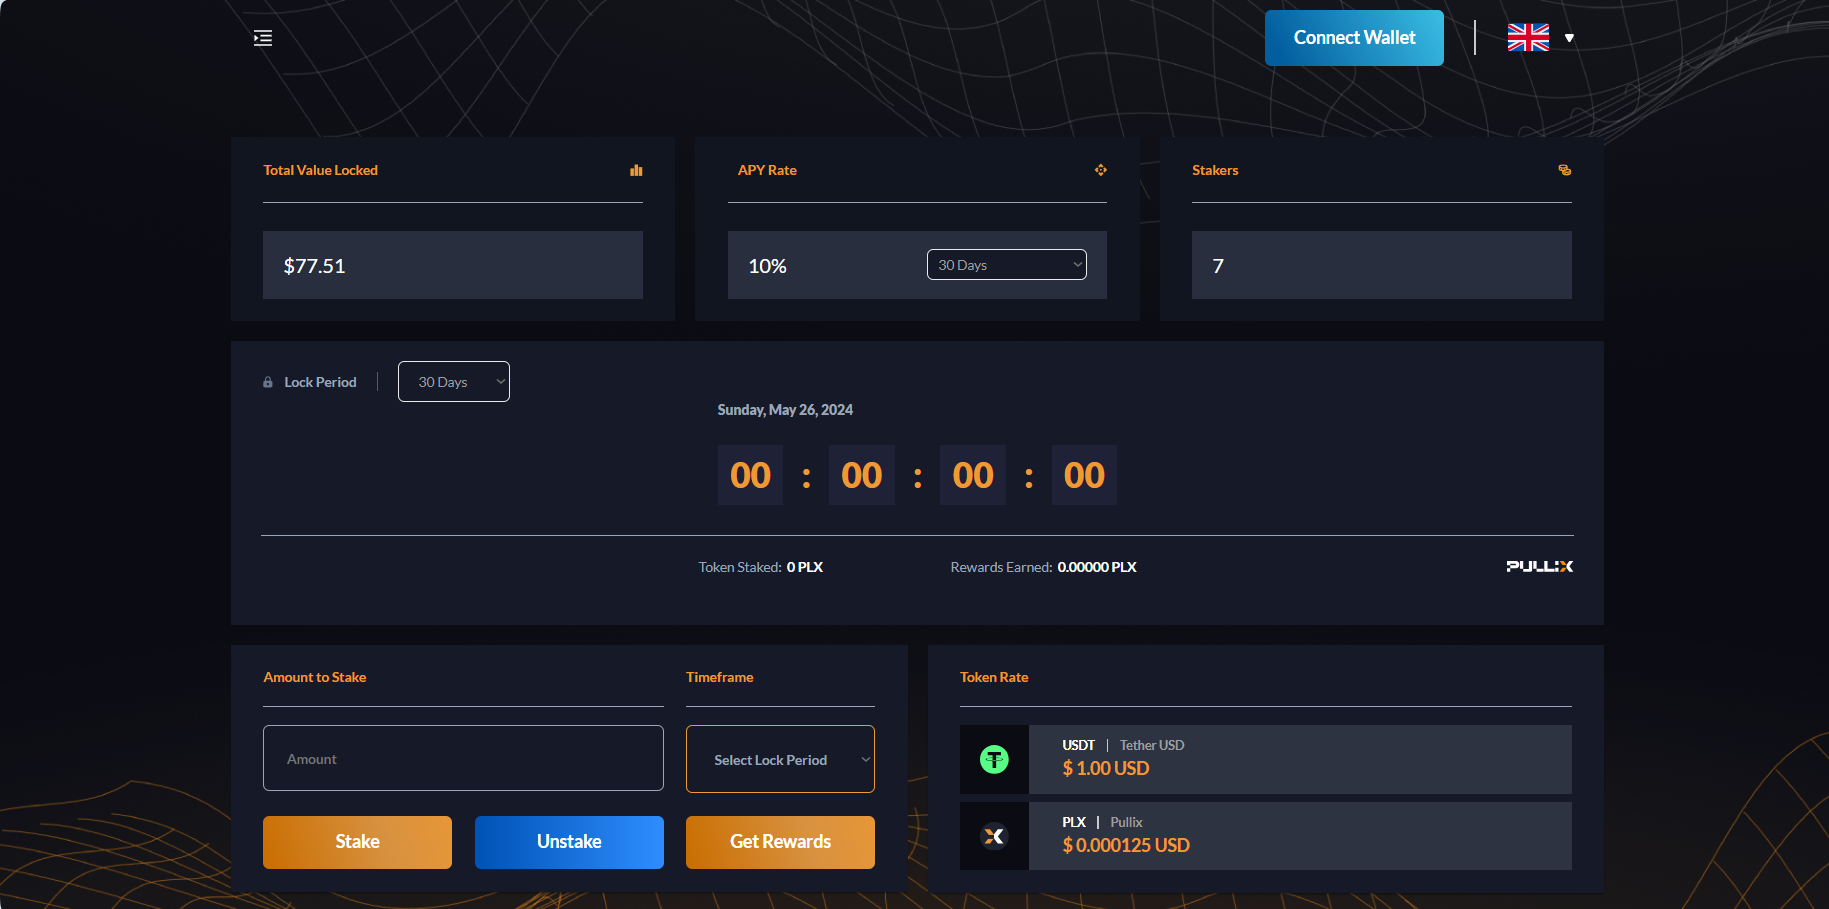 Connect Wallet
Total Value Locked
$77.51
APY Rate
10%
30 Days
Stakers
7
Lock Period
30 Days
Sunday, May 26, 2024
00 : 00 : 00 : 00
Token Staked: 0 PLX
Rewards Earned: 0.00000 PLX
PULLIX
Amount to Stake
Amount
Timeframe
Select Lock Period
Stake
Unstake
Get Rewards
Token Rate
USDT | Tether USD
$ 1.00 USD
PLX | Pullix
$ 0.000125 USD